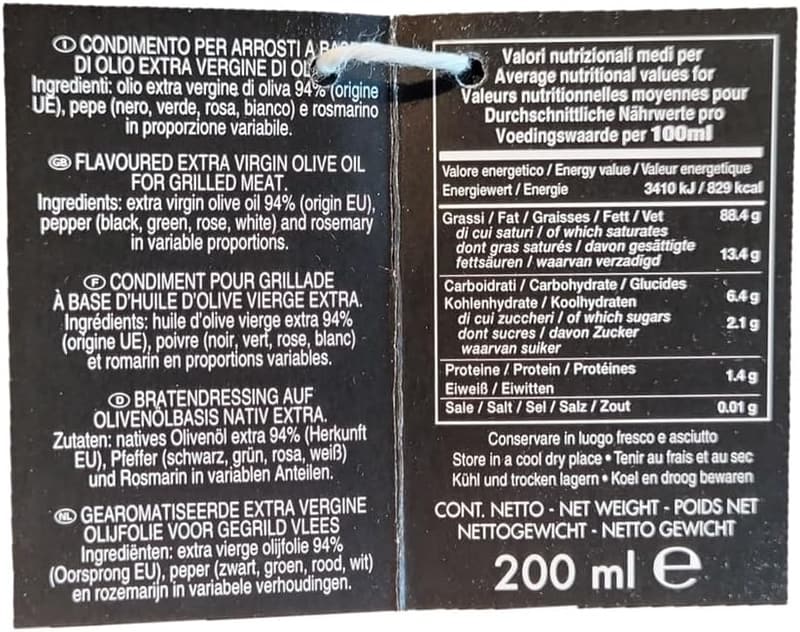 I CONDIMENTO PER ARROSTI A
DI OLIO EXTRA VERGINE DI
Ingredienti: olio extra vergine di oliva 94% (origine
UE), pepe (nero, verde, rosa, bianco) e rosmarino
in proporzione variabile.
GB FLAVOURED EXTRA VIRGIN OLIVE OIL
FOR GRILLED MEAT.
Ingredients: extra virgin olive oil 94% (origin EU),
pepper (black, green, rose, white) and rosemary
in variable proportions.
F CONDIMENT POUR GRILLADE
À BASE D'HUILE D'OLIVE VIERGE EXTRA.
Ingrédients: huile d'olive vierge extra 94%
(origine UE), poivre (noir, vert, rose, blanc)
et romarin en proportions variables.
D BRATENDRESSING AUF
OLIVENÖLBASIS NATIV EXTRA.
Zutaten: natives Olivenöl extra 94% (Herkunft
EU), Pfeffer (schwarz, grün, rosa, weiß)
und Rosmarin in variablen Anteilen.
NL GEAROMATISEERDE EXTRA VERGINE
OLIJFOLIE VOOR GEGRILD VLEES
Ingrediënten: extra vierge olijfolie 94%
(Oorsprong EU), peper (zwart, groen, rood, wit)
en rozemarijn in variabele verhoudingen.
Valori nutrizionali medi per
Average nutritional values for
Valeurs nutritionnelles moyennes pour
Durchschnittliche Nährwerte pro
Voedingswaarde per 100ml
Valore energetico / Energy value / Valeur energetique
Energiewert / Energie 3410 kJ / 829 kcal
Grassi / Fat / Graisses / Fett / Vet 88.4 g
di cui saturi / of which saturates
dont gras saturés / davon gesättigte
fettsäuren / waarvan verzadigd 13.4 g
Carboidrati / Carbohydrate / Glucides
Kohlenhydrate / Koolhydraten 6.4 g
di cui zuccheri / of which sugars 2.1 g
dont sucres / davon Zucker
waarvan suiker
Proteine / Protein / Protéines
Eiweiß / Eiwitten 1.4 g
Sale / Salt / Sel / Salz / Zout 0.01 g
Conservare in luogo fresco e asciutto
Store in a cool dry place • Tenir au frais et au sec
Kühl und trocken lagern • Koel en droog bewaren
CONT. NETTO - NET WEIGHT - POIDS NET
NETTOGEWICHT - NETTO GEWICHT
200 ml e